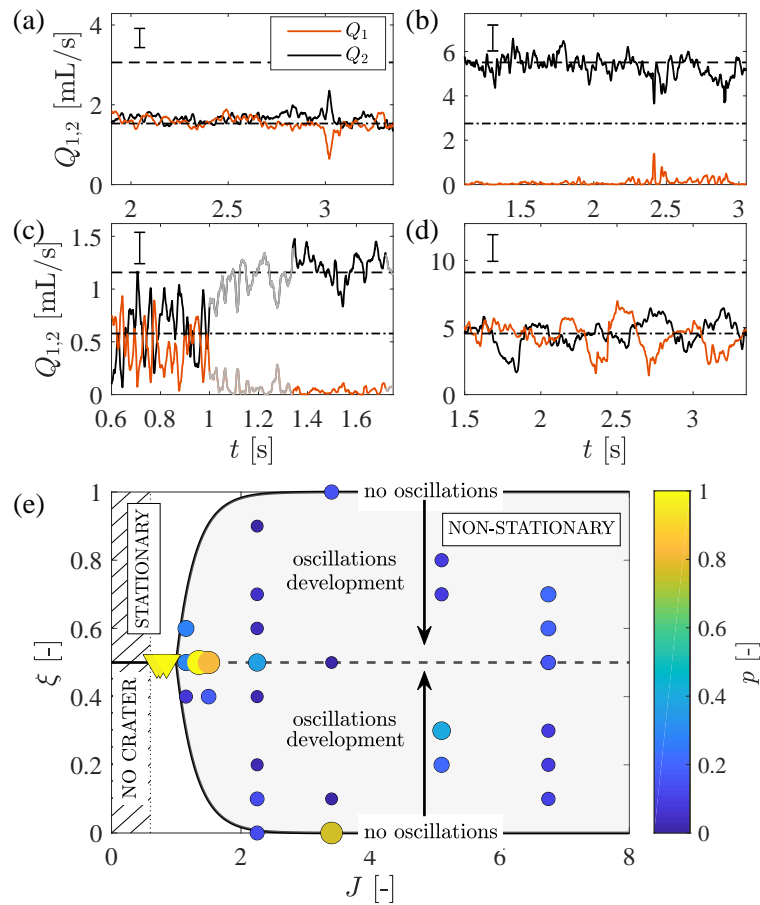 (a)
(b)
4
3
2
1
0
Q1,2 [mL/s]
Q1
Q2
2 2.5 3
8
6
4
2
0
1.5 2 2.5 3
(c)
(d)
1.5
1
0.5
0
Q1,2 [mL/s]
0.6 0.8 1 1.2 1.4 1.6
t [s]
10
5
0
1.5 2 2.5 3
t [s]
(e)
1
0.8
0.6
0.4
0.2
0
ξ [-]
STATIONARY
NO CRATER
no oscillations
NON-STATIONARY
oscillations
development
oscillations
development
no oscillations
0 2 4 6 8
J [-]
1
0.8
0.6
0.4
0.2
0
p [-]